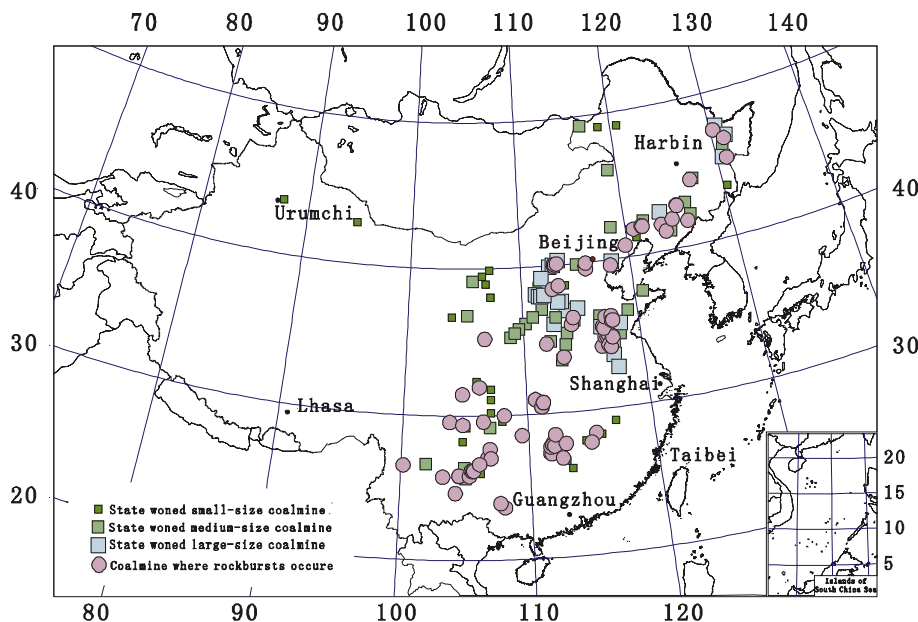 70 80 90 100 110 120 130 140
Harbin
40 40
Urumchi
Beijing
30 30
Shanghai
Lhasa
Taibei
20 20
Guangzhou
15
10
5
State woned small-size coalmine
State woned medium-size coalmine
State woned large-size coalmine
Coalmine where rockbursts occure
Islands of
South China Sea
80 90 100 110 120